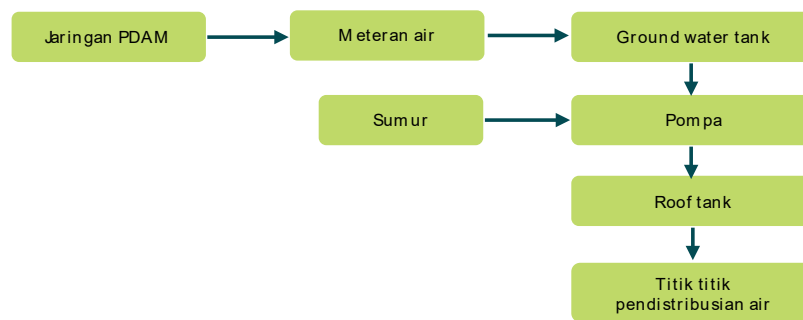 Jaringan PDAM
Meteran air
Ground water tank
Sumur
Pompa
Roof tank
Titik titik
pendistribusian air